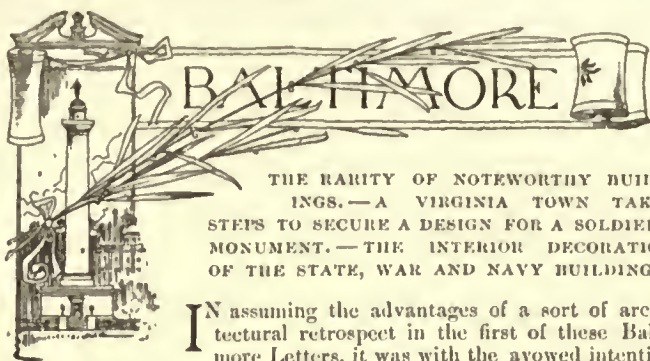 BALTIMORE
THE RARITY OF NOTEWORTHY BUIL
INGS. — A VIRGINIA TOWN TAK
STEPS TO SECURE A DESIGN FOR A SOLDIER
MONUMENT. — THE INTERIOR DECORATIO
OF THE STATE, WAR AND NAVY BUILDING
IN assuming the advantages of a sort of arc
tectural retrospect in the first of these Bal
more Letters, it was with the avowed intenti